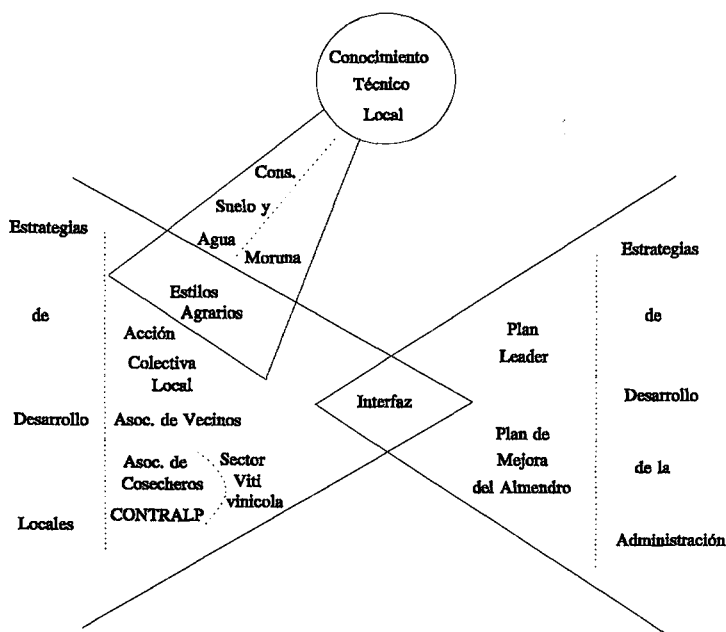 Conocimiento
Técnico
Local
Cons.
Suelo y
Agua
Moruna
Estilos
Agrarios
Estrategias
de
Desarrollo
Locales
Acción
Colectiva
Local
Asoc. de Vecinos
Asoc. de
Cosecheros
CONTRALP
Sector
Viti
vinicola
Interfaz
Plan
Leader
Plan de
Mejora
del Almendro
Estrategias
de
Desarrollo
de la
Administración